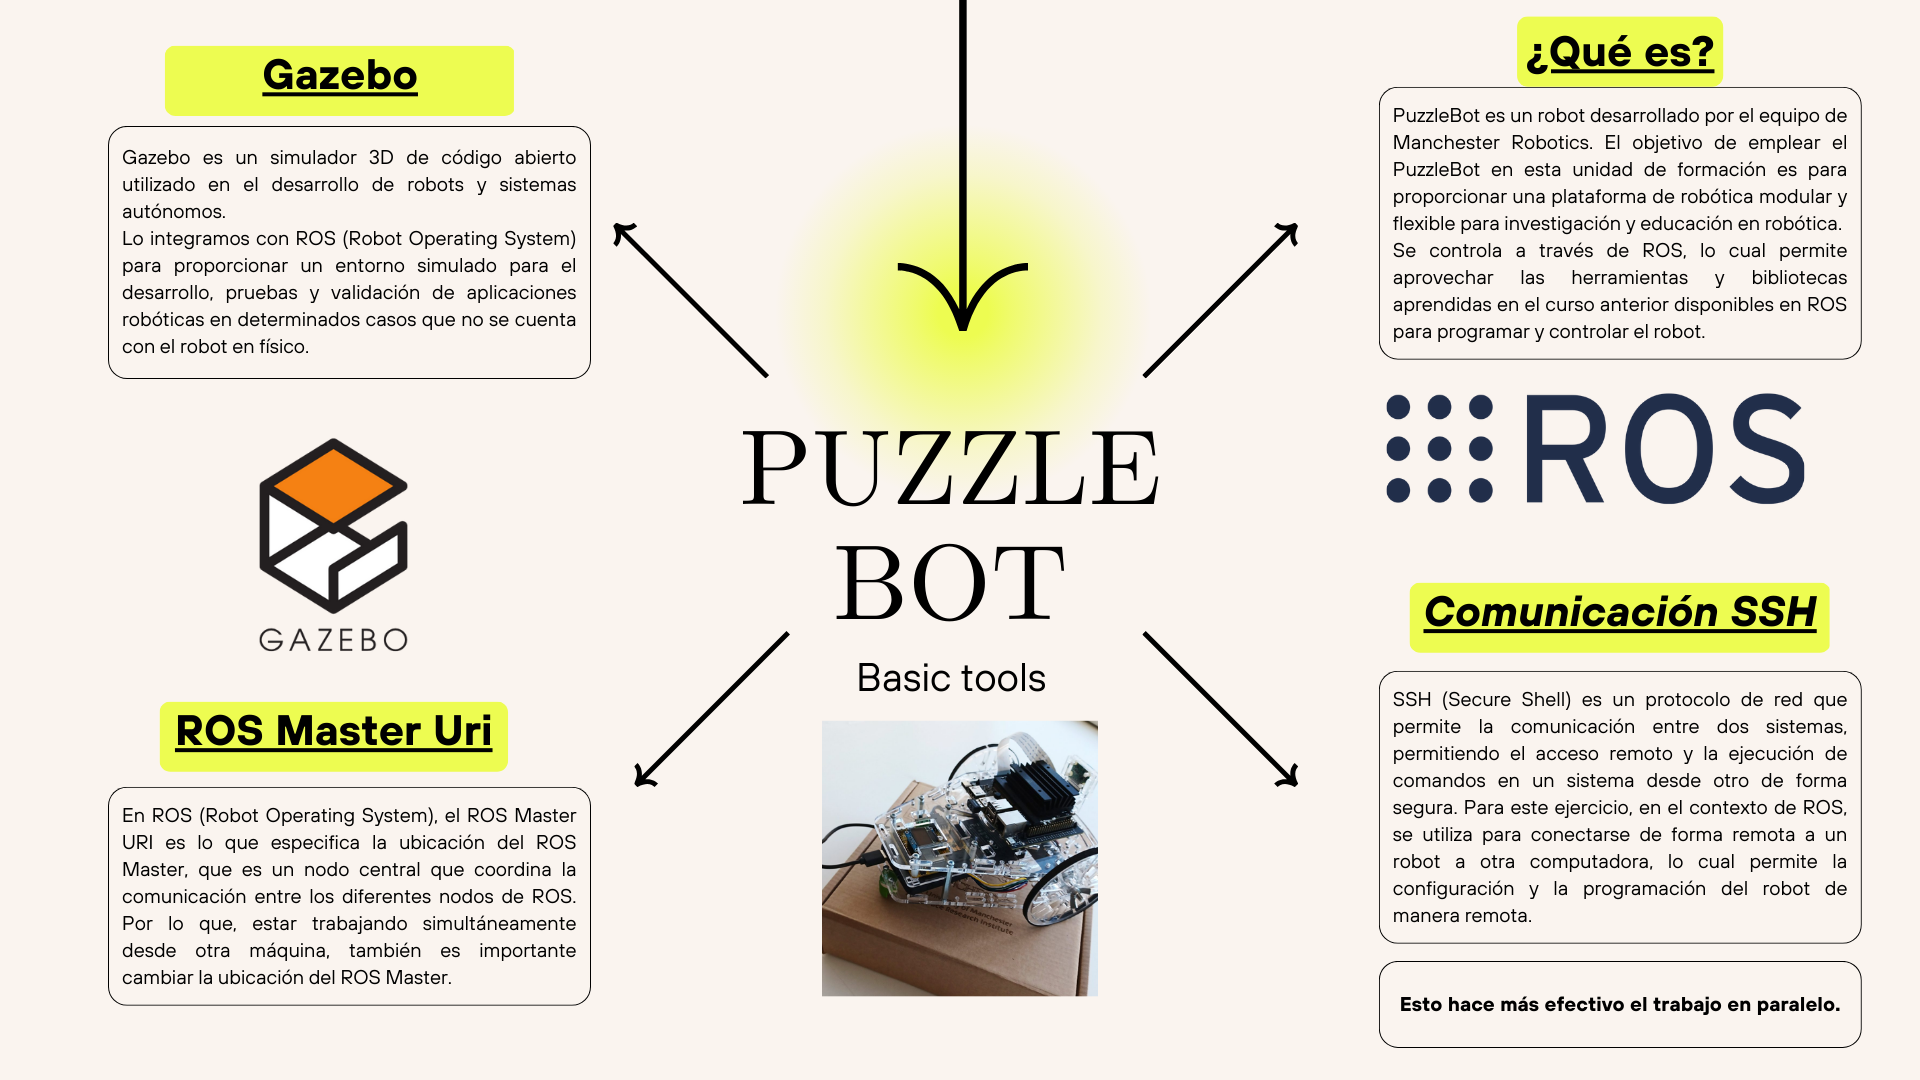 Gazebo
Gazebo es un simulador 3D de código abierto
utilizado en el desarrollo de robots y sistemas
autónomos.
Lo integramos con ROS (Robot Operating System)
para proporcionar un entorno simulado para el
desarrollo, pruebas y validación de aplicaciones
robóticas en determinados casos que no se cuenta
con el robot en físico.
GAZEBO
ROS Master Uri
En ROS (Robot Operating System), el ROS Master
URI es lo que especifica la ubicación del ROS
Master, que es un nodo central que coordina la
comunicación entre los diferentes nodos de ROS.
Por lo que, estar trabajando simultáneamente
desde otra máquina, también es importante
cambiar la ubicación del ROS Master.
PUZZLE
BOT
Basic tools
of Manchester
Research Institute
¿Qué es?
PuzzleBot es un robot desarrollado por el equipo de
Manchester Robotics. El objetivo de emplear el
PuzzleBot en esta unidad de formación es para
proporcionar una plataforma de robótica modular y
flexible para investigación y educación en robótica.
Se controla a través de ROS, lo cual permite
aprovechar las herramientas y bibliotecas
aprendidas en el curso anterior disponibles en ROS
para programar y controlar el robot.
ROS
Comunicación SSH
SSH (Secure Shell) es un protocolo de red que
permite la comunicación entre dos sistemas,
permitiendo el acceso remoto y la ejecución de
comandos en un sistema desde otro de forma
segura. Para este ejercicio, en el contexto de ROS,
se utiliza para conectarse de forma remota a un
robot a otra computadora, lo cual permite la
configuración y la programación del robot de
manera remota.
Esto hace más efectivo el trabajo en paralelo.